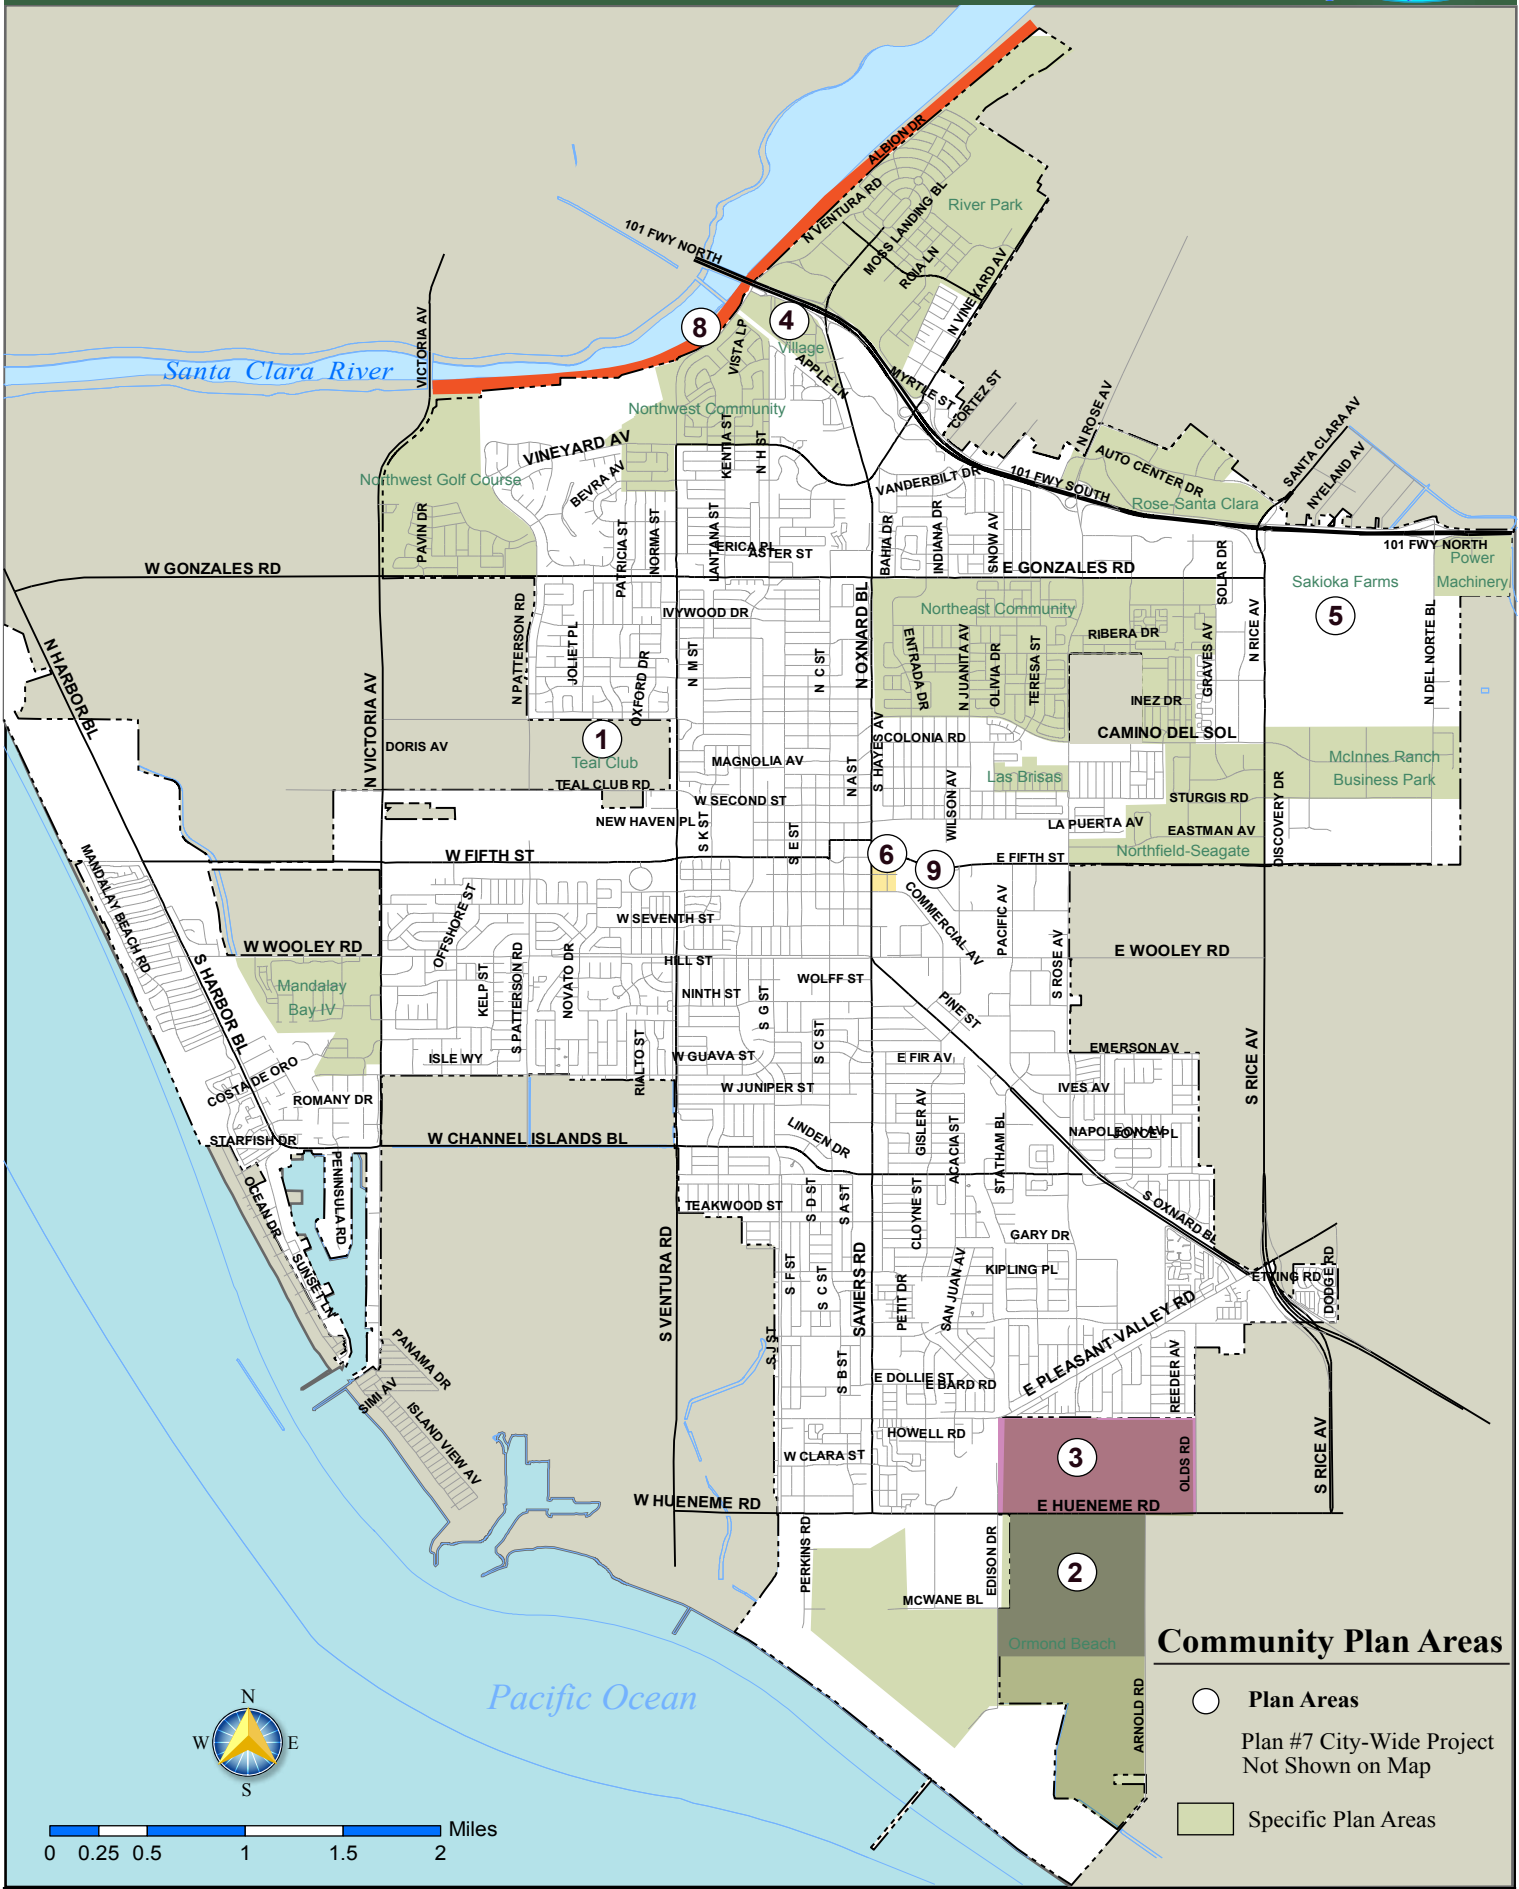 ALBION DR
N VENTURA RD
MOSS LANDING BL
River Park
101 FWY NORTH
ROIA LN
N VINEYARD AV
VICTORIA AV
8
4
VISTA LP
Village
Santa Clara River
APPLE LN
MYRTLE ST
CORTEZ ST
N ROSE AV
SANTA CLARA AV
Northwest Community
KENTIA ST
N H ST
VINEYARD AV
BEVRA AV
Northwest Golf Course
VANDERBILT DR
101 FWY SOUTH
AUTO CENTER DR
NYELAND AV
Rose-Santa Clara
PAVIN DR
PATRICIA ST
NORMA ST
LANTANA ST
ERICA PL
ASTER ST
BAHIA DR
INDIANA DR
SNOW AV
SOLAR DR
101 FWY NORTH
Power
Machinery
W GONZALES RD
E GONZALES RD
Sakioka Farms
5
N PATTERSON RD
IVYWOOD DR
Northeast Community
RIBERA DR
N RICE AV
N DEL NORTE BL
N HARBOR BL
JOLIET PL
OXFORD DR
N M ST
N C ST
N OXNARD BL
ENTRADA DR
N JUANITA AV
OLIVIA DR
TERESA ST
GRAVES AV
INEZ DR
N VICTORIA AV
DORIS AV
1
Teal Club
TEAL CLUB RD
MAGNOLIA AV
N A ST
S HAYES AV
COLONIA RD
CAMINO DEL SOL
McInnes Ranch
Business Park
Las Brisas
WILSON AV
W SECOND ST
NEW HAVEN PL
S K ST
S E ST
STURGIS RD
LA PUERTA AV
EASTMAN AV
DISCOVERY DR
Northfield-Seagate
W FIFTH ST
6
9
E FIFTH ST
MANDALAY BEACH RD
OFFSHORE ST
W SEVENTH ST
COMMERCIAL AV
PACIFIC AV
W WOOLEY RD
E WOOLEY RD
S HARBOR BL
Mandalay
Bay IV
KELP ST
S PATTERSON RD
NOVATO DR
HILL ST
NINTH ST
WOLFF ST
S G ST
S C ST
S ROSE AV
PINE ST
ISLE WY
RIALTO ST
W GUAVA ST
E FIR AV
EMERSON AV
S RICE AV
COSTA DE ORO
ROMANY DR
W JUNIPER ST
IVES AV
STARFISH DR
W CHANNEL ISLANDS BL
LINDEN DR
GISLER AV
ACACIA ST
STATHAM BL
NAPOLEON AV
JOYCE PL
OCEAN DR
PENINSULA RD
TEAKWOOD ST
S D ST
S A ST
CLOYNE ST
S OXNARD BL
GARY DR
SUNSET LN
S VENTURA RD
S F ST
S C ST
SAVIERS RD
PETIT DR
SAN JUAN AV
KIPLING PL
ETTING RD
DODGE RD
E PLEASANT VALLEY RD
PANAMA DR
SIMI AV
ISLAND VIEW AV
S J ST
S B ST
E DOLLIE ST
E BARD RD
REEDER AV
HOWELL RD
W CLARA ST
3
OLDS RD
S RICE AV
W HUENEME RD
E HUENEME RD
PERKINS RD
EDISON DR
2
MCWANE BL
Ormond Beach
ARNOLD RD
Pacific Ocean
Community Plan Areas
Plan Areas
Plan #7 City-Wide Project
Not Shown on Map
Specific Plan Areas
N
W E
S
Miles
0 0.25 0.5 1 1.5 2